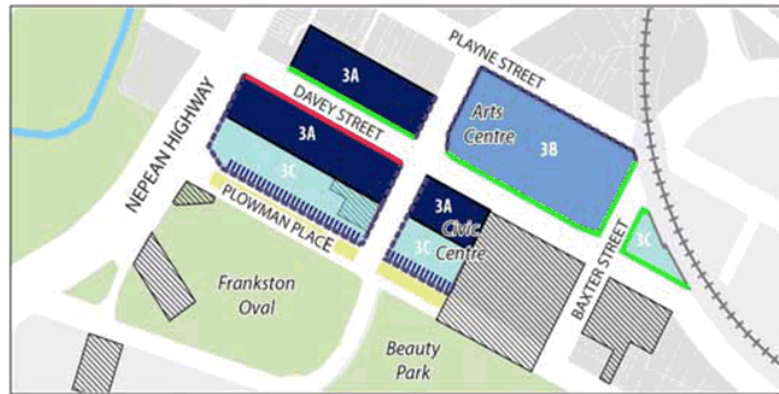 PLAYNE STREET
3A
DAVEY STREET
Arts
Centre
3B
3A
NEPEAN HIGHWAY
3C
PLOWMAN PLACE
3A
Civic
Centre
3C
3C
BAXTER STREET
Frankston
Oval
Beauty
Park